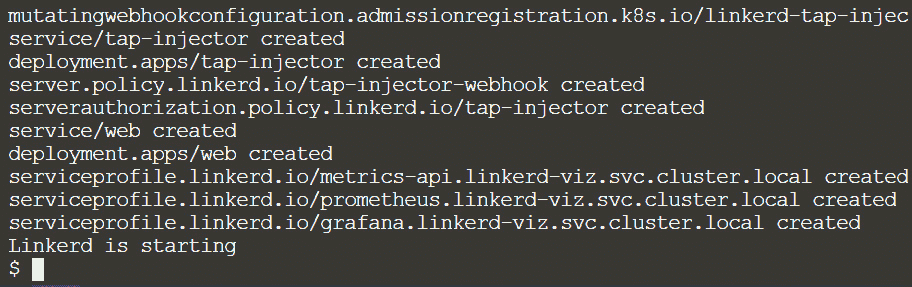 mutatingwebhookconfiguration.admissionregistration.k8s.io/linkerd-tap-injec
service/tap-injector created
deployment.apps/tap-injector created
server.policy.linkerd.io/tap-injector-webhook created
serverauthorization.policy.linkerd.io/tap-injector created
service/web created
deployment.apps/web created
serviceprofile.linkerd.io/metrics-api.linkerd-viz.svc.cluster.local created
serviceprofile.linkerd.io/prometheus.linkerd-viz.svc.cluster.local created
serviceprofile.linkerd.io/grafana.linkerd-viz.svc.cluster.local created
Linkerd is starting
$